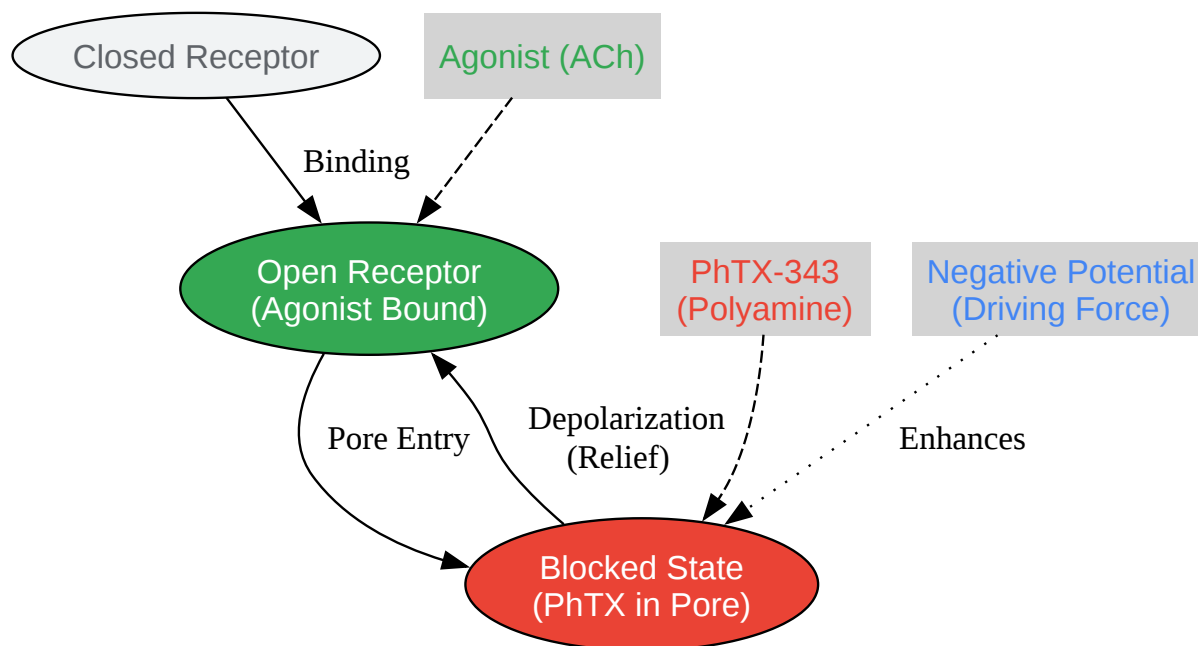 Closed Receptor
Agonist (ACh)
Binding
Open Receptor
(Agonist Bound)
PhTX-343
(Polyamine)
Negative Potential
(Driving Force)
Pore Entry
Depolarization
(Relief)
Enhances
Blocked State
(PhTX in Pore)